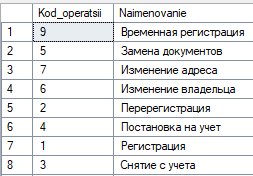 Kod_operatsii Naimenovanie
1 9 Временная регистрация
2 5 Замена документов
3 7 Изменение адреса
4 6 Изменение владельца
5 2 Перерегистрация
6 4 Постановка на учет
7 1 Регистрация
8 3 Снятие с учета